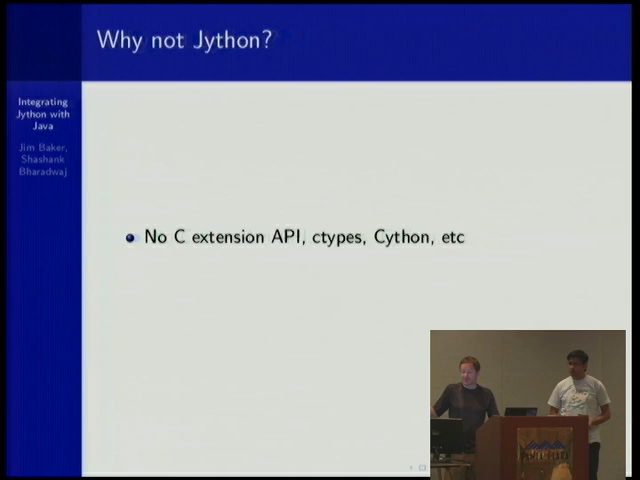 Why not Jython?
Integrating
Jython with
Java
Jim Baker,
Shashank
Bharadwaj
No C extension API, ctypes, Cython, etc